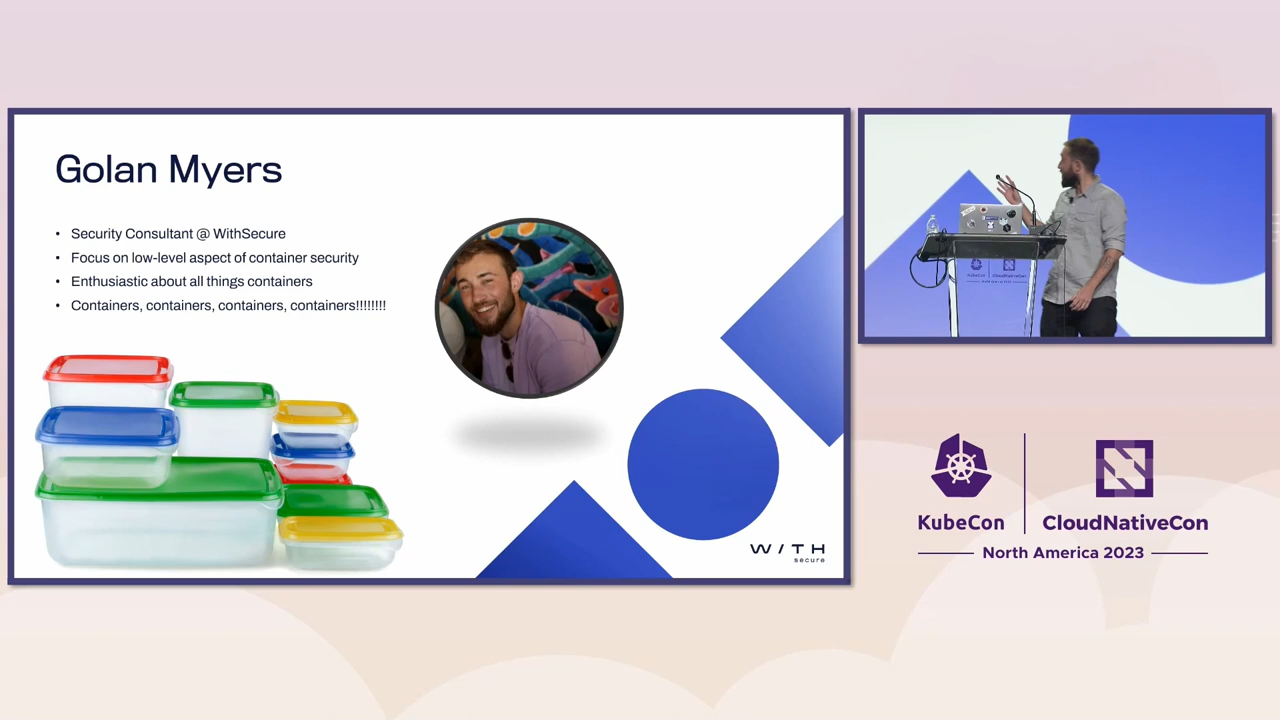 Golan Myers
• Security Consultant @ WithSecure
• Focus on low-level aspect of container security
• Enthusiastic about all things containers
• Containers, containers, containers, containers!!!!!!!!
W / TH
secure
KubeCon
CloudNativeCon
North America 2023